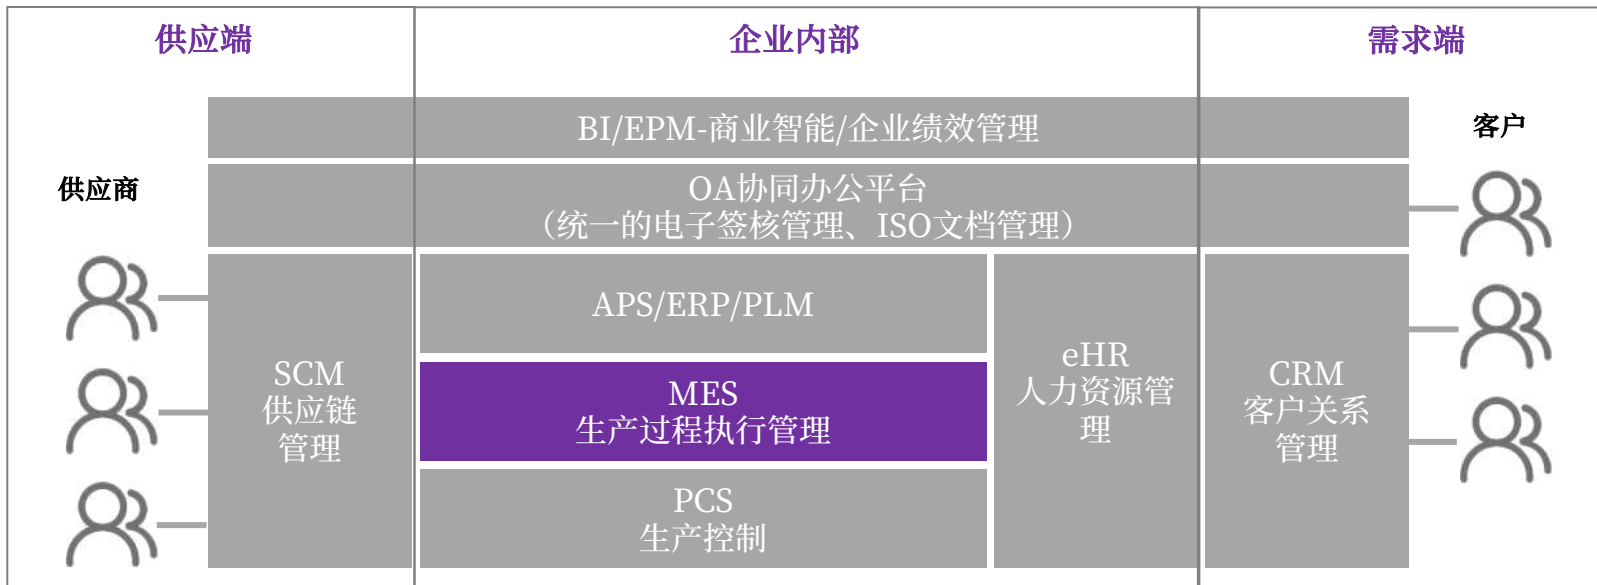 供应端
企业内部
需求端
BI/EPM-商业智能/企业绩效管理
客户
供应商
OA协同办公平台
（统一的电子签核管理、ISO文档管理）
APS/ERP/PLM
SCM
供应链
管理
MES
生产过程执行管理
PCS
生产控制
eHR
人力资源管
理
CRM
客户关系
管理